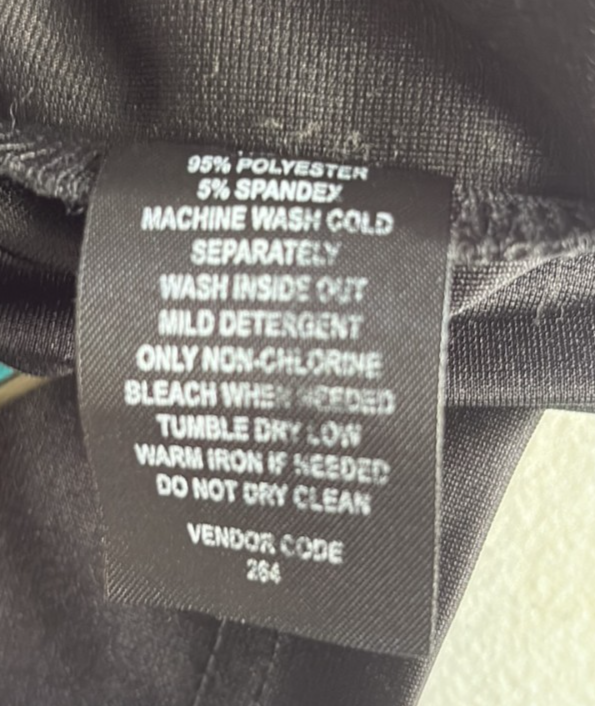 95% POLYESTER
5% SPANDEX
MACHINE WASH COLD
SEPARATELY
WASH INSIDE OUT
MILD DETERGENT
ONLY NON-CHLORINE
BLEACH WHEN NEEDED
TUMBLE DRY LOW
WARM IRON IF NEEDED
DO NOT DRY CLEAN
VENDOR CODE
264